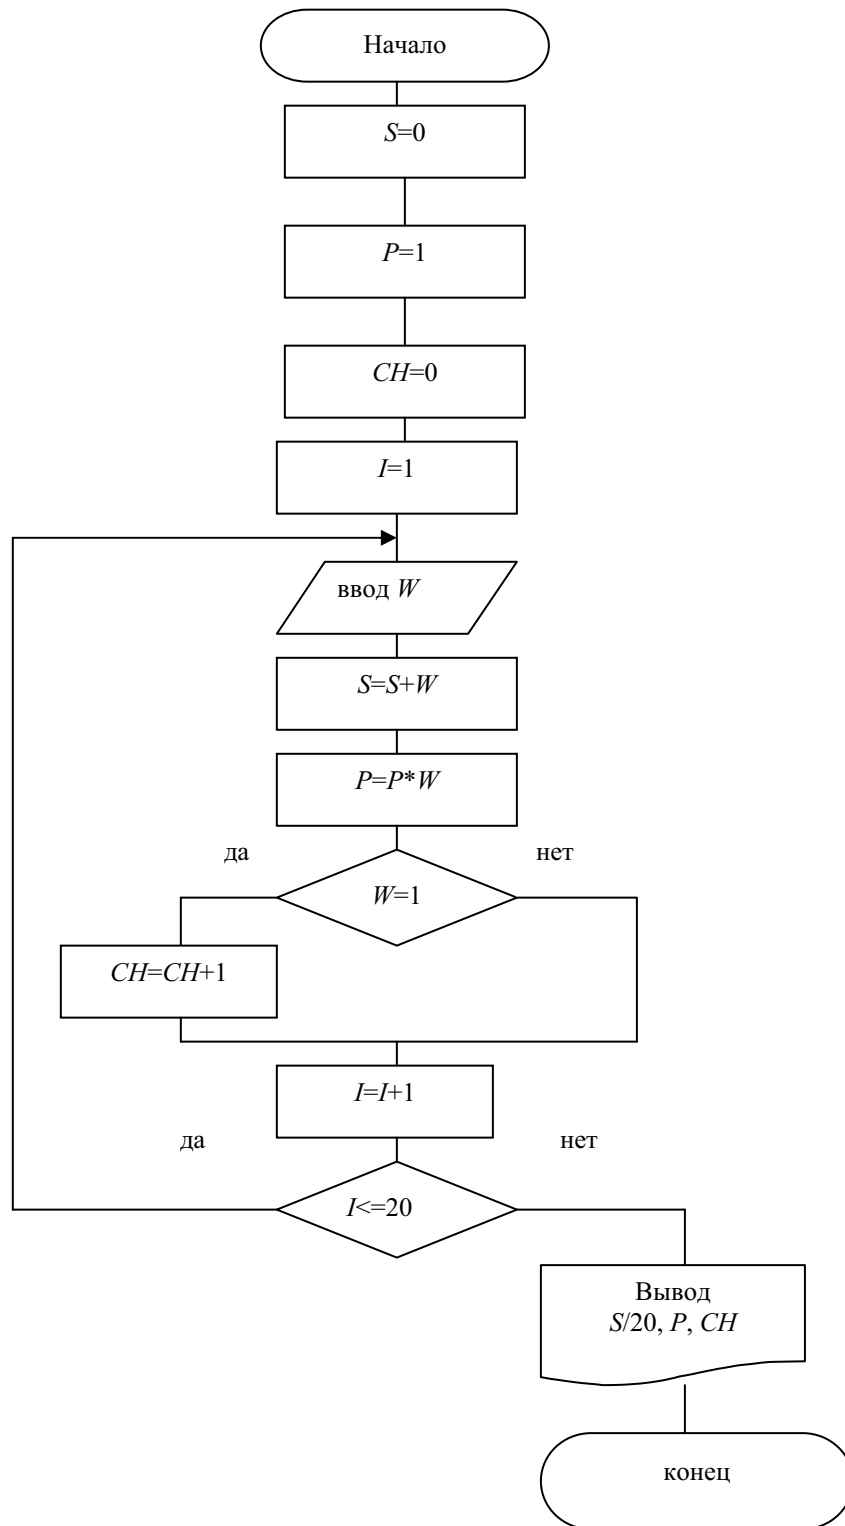 Начало
S=0
P=1
CH=0
I=1
ввод W
S=S+W
P=P*W
да
нет
W=1
CH=CH+1
I=I+1
да
нет
I<=20
Вывод
S/20, P, CH
конец